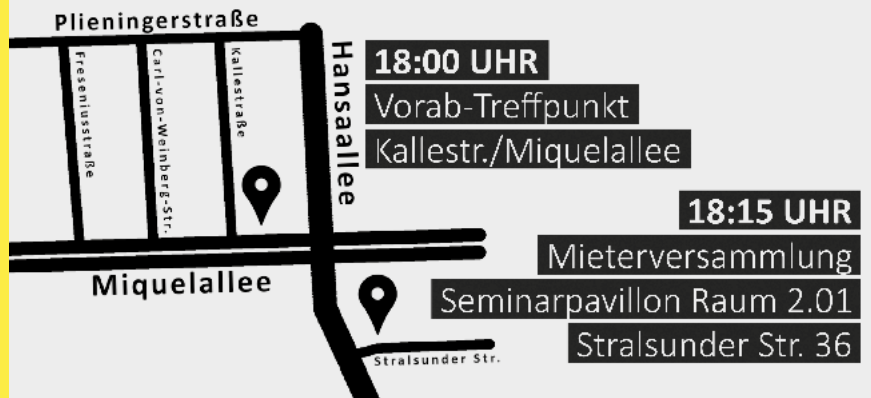 Plieningerstraße
Freseniusstraße
Carl-von-Weinberg-Str.
Kallestraße
Hansaallee
18:00 UHR
Vorab-Treffpunkt
Kallestr./Miquelallee
18:15 UHR
Mieterversammlung
Seminarpavillon Raum 2.01
Stralsunder Str. 36
Miquelallee
Stralsunder Str.